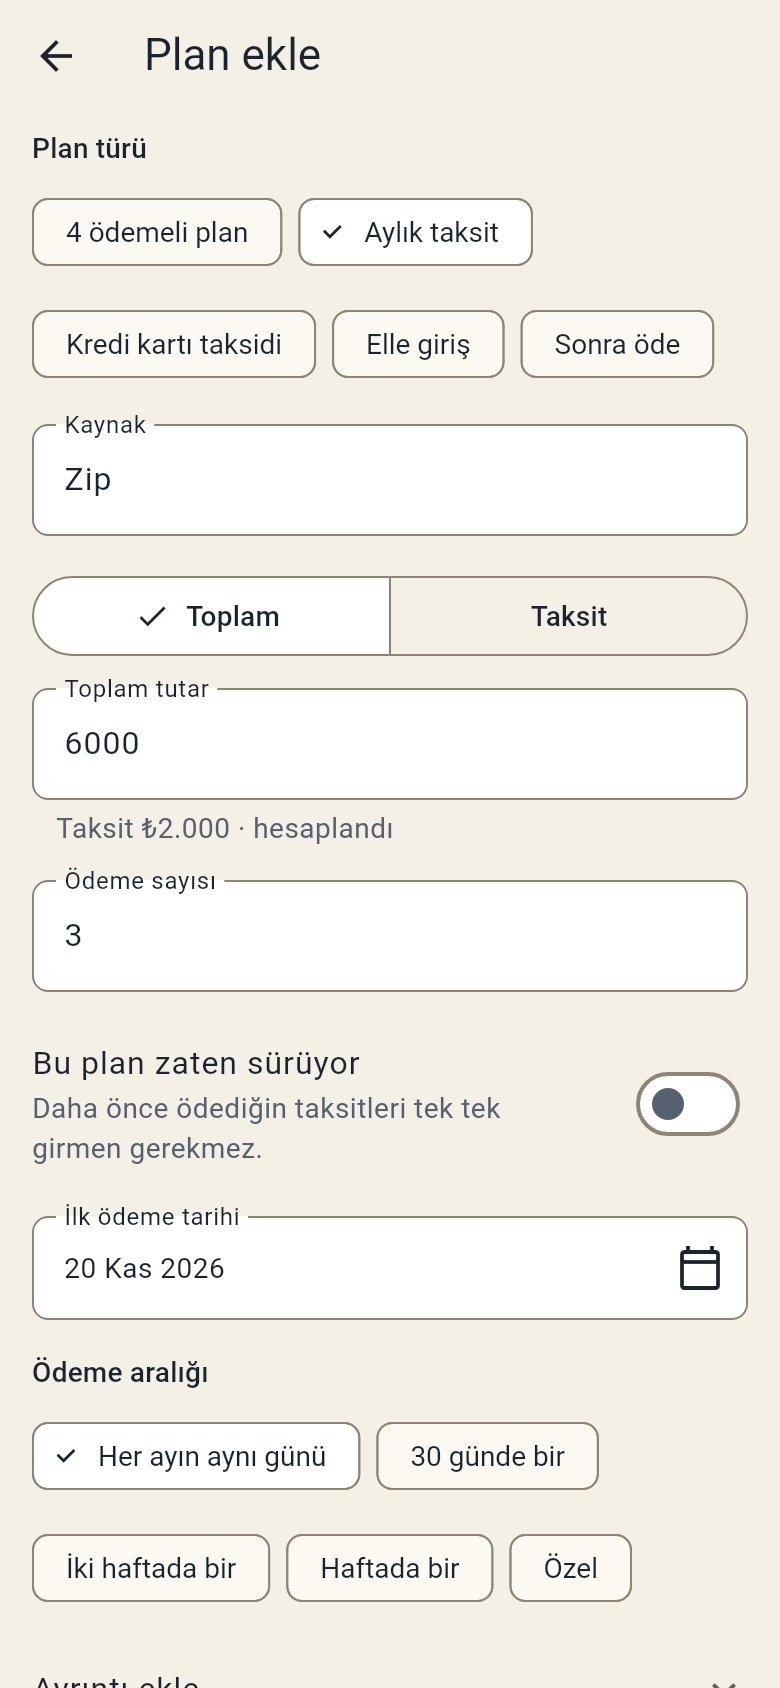 Plan ekle
Plan türü
4 ödemeli plan
Aylık taksit
Kredi kartı taksidi
Elle giriş
Sonra öde
Kaynak
Zip
Toplam
Taksit
Toplam tutar
6000
Taksit ₺2.000 · hesaplandı
Ödeme sayısı
3
Bu plan zaten sürüyor
Daha önce ödediğin taksitleri tek tek
girmen gerekmez.
İlk ödeme tarihi
20 Kas 2026
Ödeme aralığı
Her ayın aynı günü
30 günde bir
İki haftada bir
Haftada bir
Özel
Ayrıntı ekle